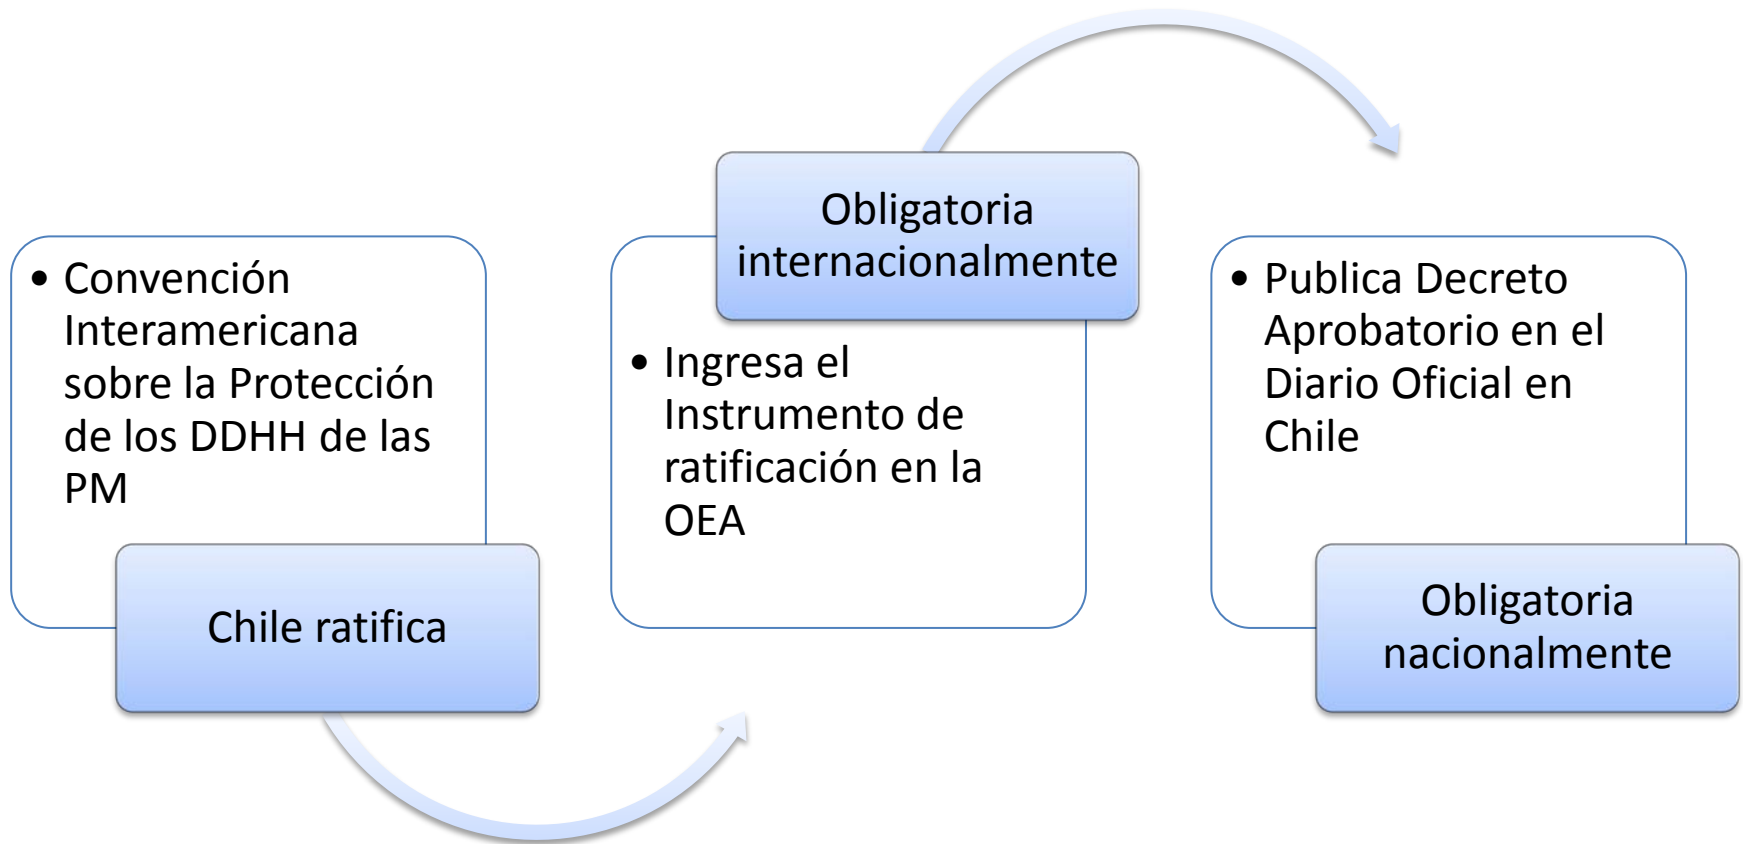 • Convención
Interamericana
sobre la Protección
de los DDHH de las
PM
Chile ratifica
Obligatoria
internacionalmente
• Ingresa el
Instrumento de
ratificación en la
OEA
• Publica Decreto
Aprobatorio en el
Diario Oficial en
Chile
Obligatoria
nacionalmente